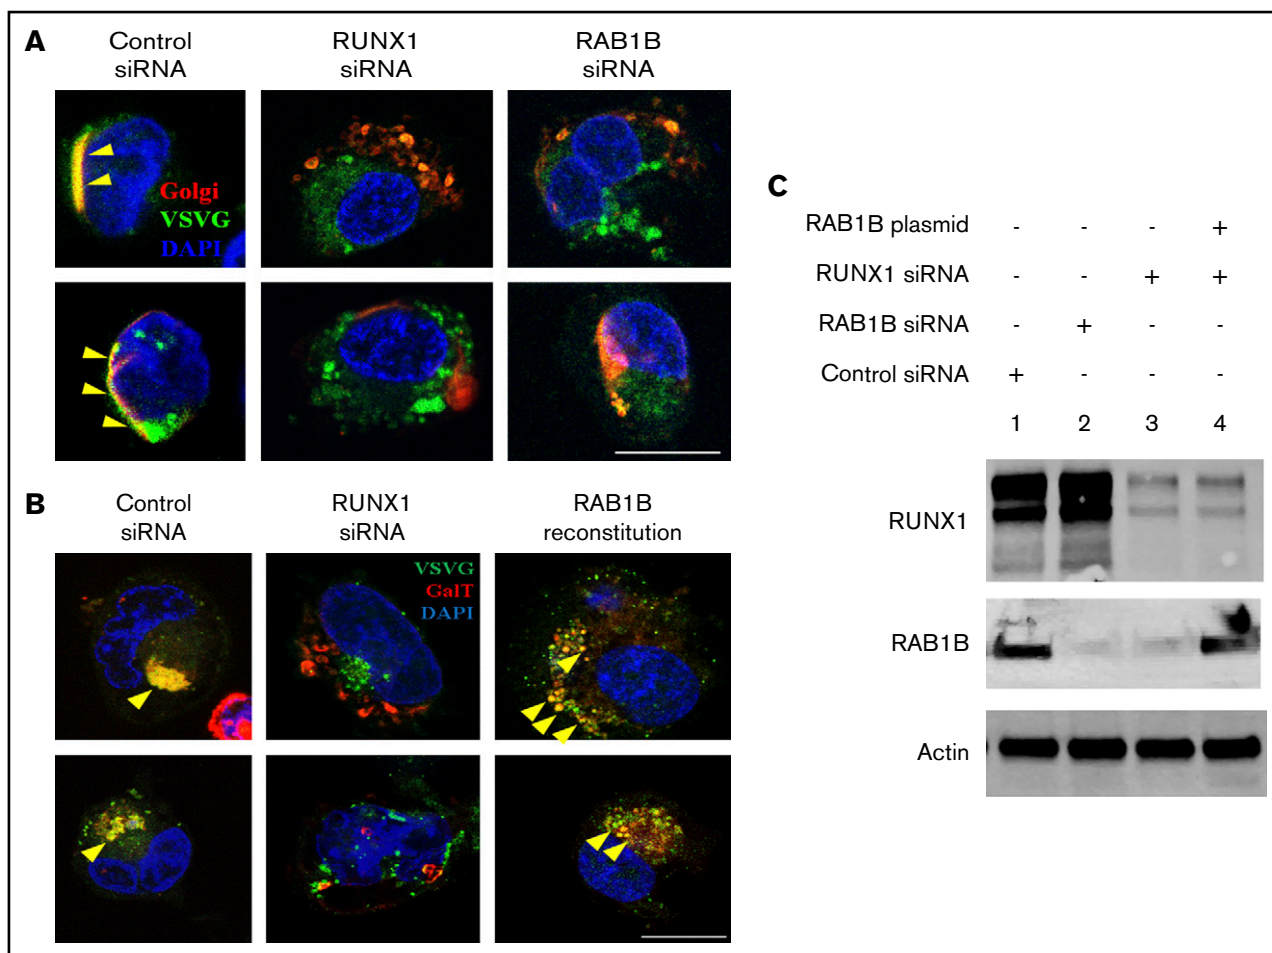 A
Control
siRNA
RUNX1
siRNA
RAB1B
siRNA
Golgi
VSVG
DAPI
B
Control
siRNA
RUNX1
siRNA
RAB1B
reconstitution
VSVG
GalT
DAPI
C
RAB1B plasmid - - - +
RUNX1 siRNA - - + +
RAB1B siRNA - + - -
Control siRNA + - - -
1 2 3 4
RUNX1
RAB1B
Actin